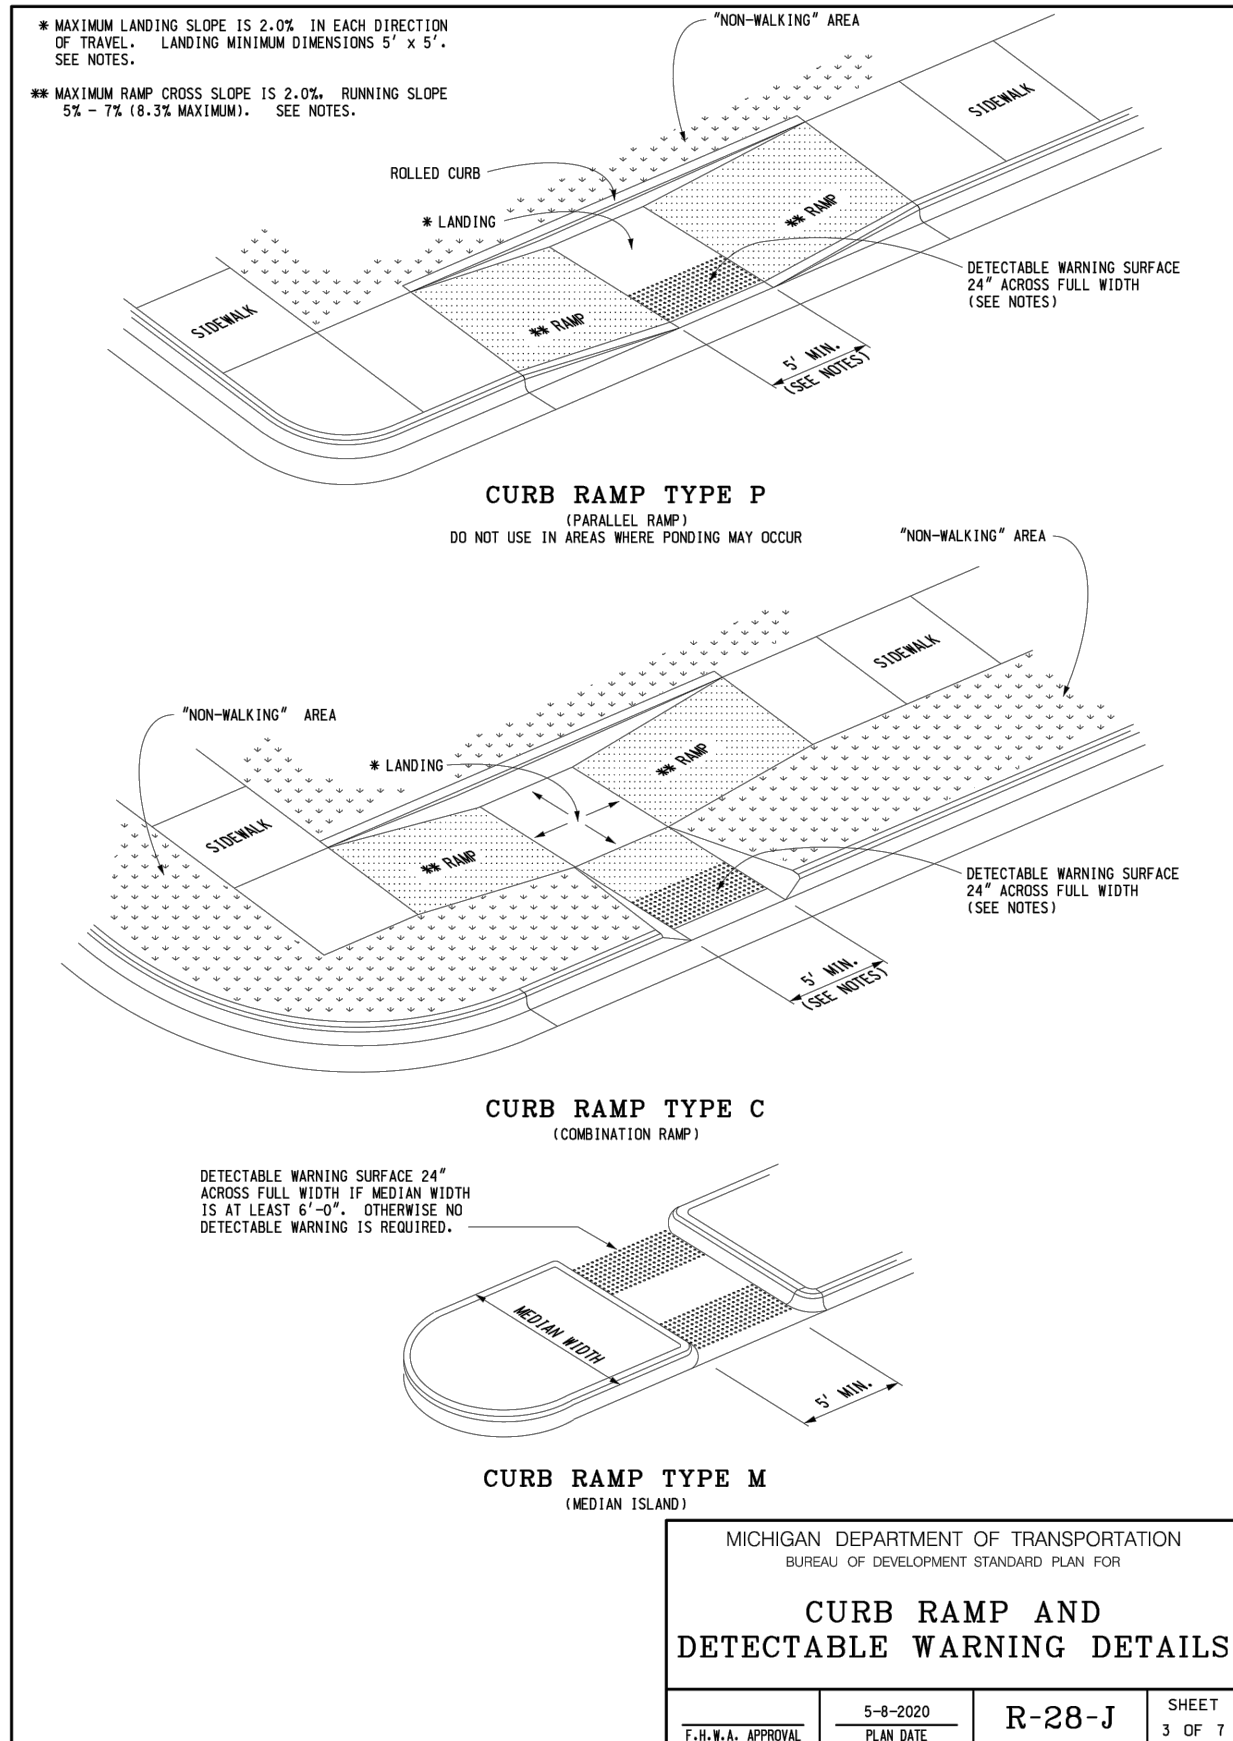 * MAXIMUM LANDING SLOPE IS 2.0% IN EACH DIRECTION
OF TRAVEL. LANDING MINIMUM DIMENSIONS 5' x 5'.
SEE NOTES.
** MAXIMUM RAMP CROSS SLOPE IS 2.0%. RUNNING SLOPE
5% - 7% (8.3% MAXIMUM). SEE NOTES.
"NON-WALKING" AREA
SIDEWALK
ROLLED CURB
** RAMP
* LANDING
DETECTABLE WARNING SURFACE
24" ACROSS FULL WIDTH
(SEE NOTES)
SIDEWALK
** RAMP
5' MIN.
(SEE NOTES)
CURB RAMP TYPE P
(PARALLEL RAMP)
DO NOT USE IN AREAS WHERE PONDING MAY OCCUR
"NON-WALKING" AREA
SIDEWALK
"NON-WALKING" AREA
** RAMP
* LANDING
SIDEWALK
** RAMP
DETECTABLE WARNING SURFACE
24" ACROSS FULL WIDTH
(SEE NOTES)
5' MIN.
(SEE NOTES)
CURB RAMP TYPE C
(COMBINATION RAMP)
DETECTABLE WARNING SURFACE 24"
ACROSS FULL WIDTH IF MEDIAN WIDTH
IS AT LEAST 6'-0". OTHERWISE NO
DETECTABLE WARNING IS REQUIRED.
MEDIAN WIDTH
5' MIN.
CURB RAMP TYPE M
(MEDIAN ISLAND)
MICHIGAN DEPARTMENT OF TRANSPORTATION
BUREAU OF DEVELOPMENT STANDARD PLAN FOR
CURB RAMP AND
DETECTABLE WARNING DETAILS
F.H.W.A. APPROVAL
5-8-2020
PLAN DATE
R-28-J
SHEET
3 OF 7